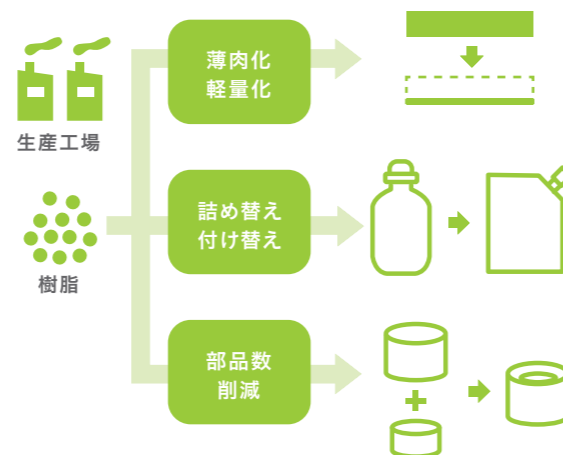 生産工場
樹脂
薄肉化
軽量化
詰め替え
付け替え
部品数
削減